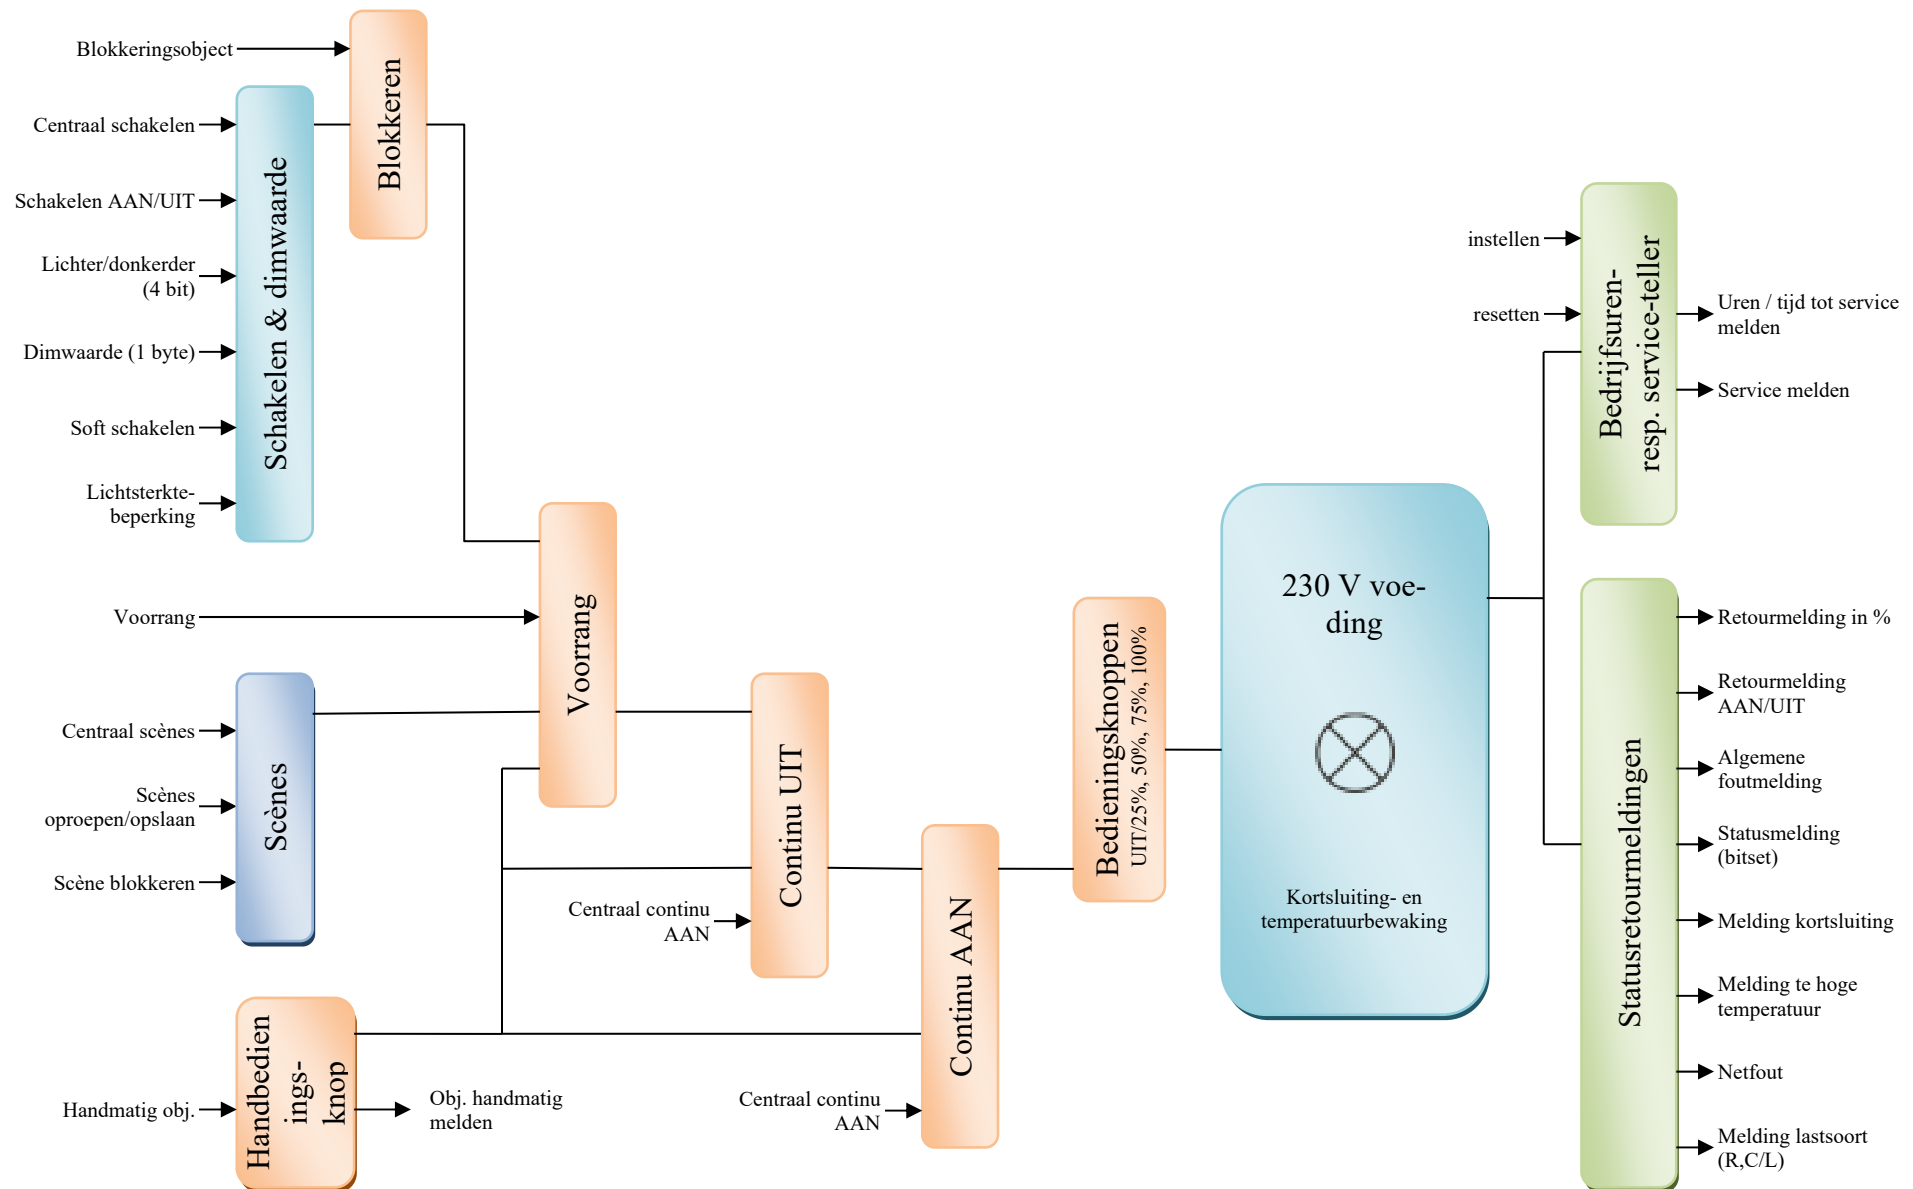 Blokkeringsobject
Blokkeren
Centraal schakelen
Schakelen AAN/UIT
Lichter/donkerder
(4 bit)
Dimwaarde (1 byte)
Soft schakelen
Lichtsterkte-
beperking
Schakelen & dimwaarde
Voorrang
Voorrang
Centraal scènes
Scènes
oproepen/opslaan
Scène blokkeren
Scènes
Handmatig obj.
Handbedien
ings-
knop
Obj. handmatig
melden
Centraal continu
AAN
Continu UIT
Centraal continu
AAN
Continu AAN
Bedieningsknoppen
UIT/25%, 50%, 75%, 100%
230 V voe-
ding
Kortsluiting- en
temperatuurbewaking
instellen
resetten
Bedrijfsuren-
resp. service-teller
Uren / tijd tot service
melden
Service melden
Statusretourmeldingen
Retourmelding in %
Retourmelding
AAN/UIT
Algemene
foutmelding
Statusmelding
(bitset)
Melding kortsluiting
Melding te hoge
temperatuur
Netfout
Melding lastsoort
(R,C/L)